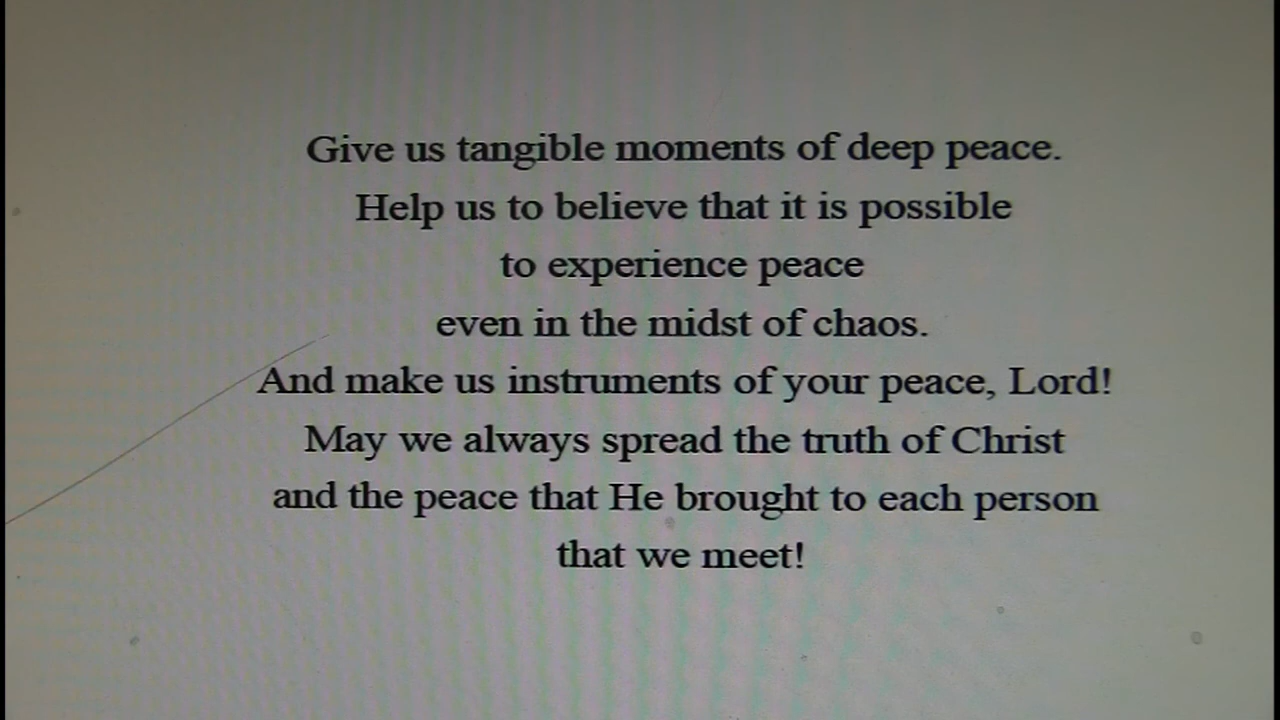 Give us tangible moments of deep peace.
Help us to believe that it is possible
to experience peace
even in the midst of chaos.
And make us instruments of your peace, Lord!
May we always spread the truth of Christ
and the peace that He brought to each person
that we meet!